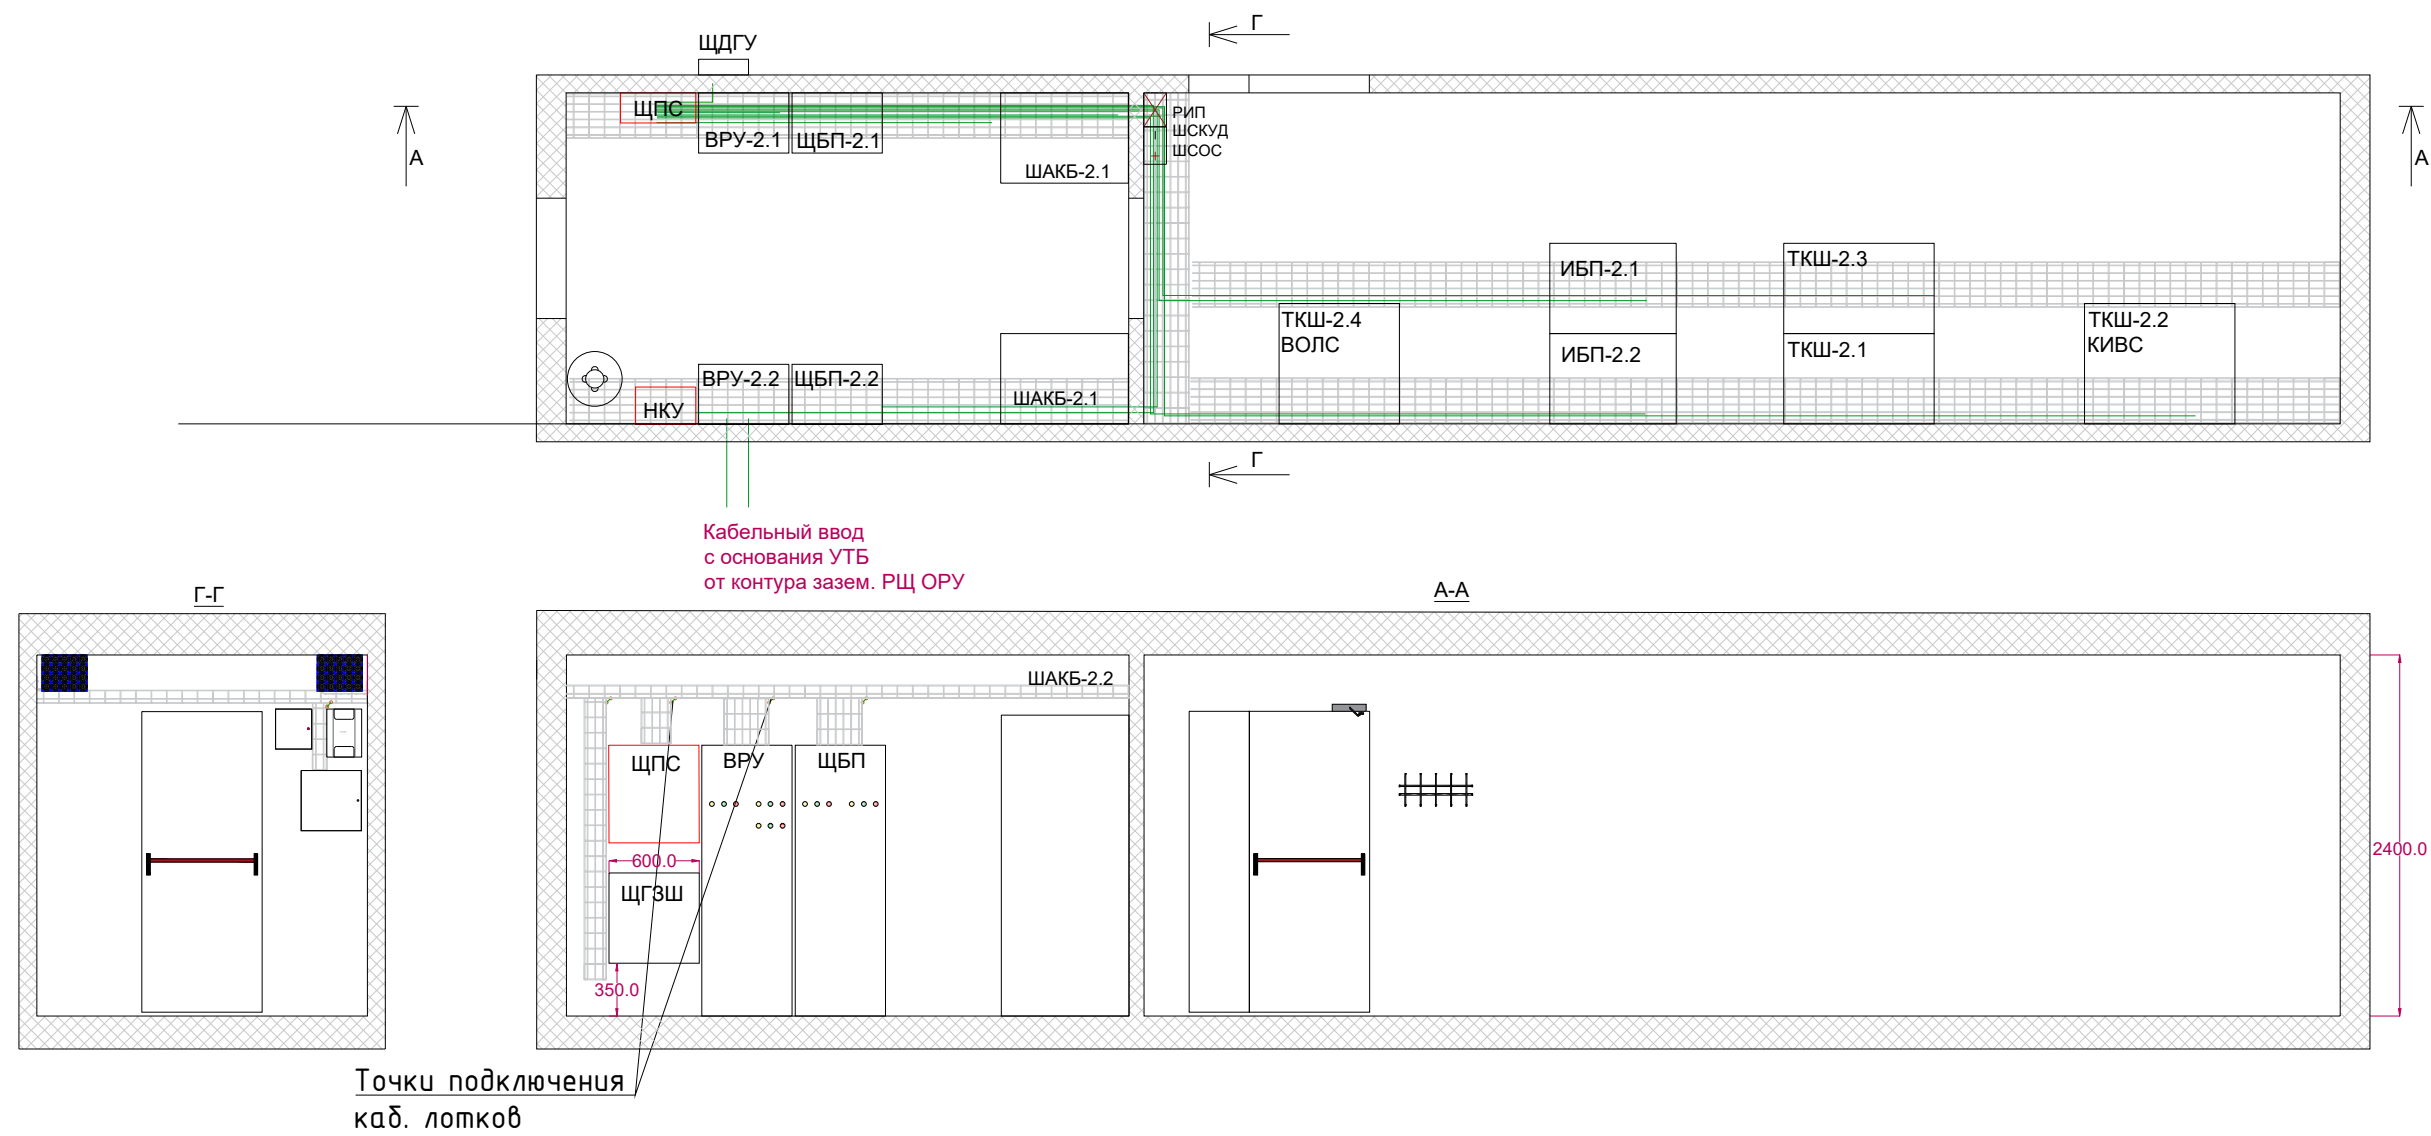 Г
ЩДГУ
А
А
ЩПС
ВРУ-2.1
ЩБП-2.1
ШАКБ-2.1
РИП
ШСКУД
ШСОС
ИБП-2.1
ТКШ-2.3
ТКШ-2.4
ВОЛС
ИБП-2.2
ТКШ-2.1
ТКШ-2.2
КИВС
ВРУ-2.2
ЩБП-2.2
ШАКБ-2.1
НКУ
Г
Кабельный ввод
с основания УТБ
от контура зазем. РЩ ОРУ
Г-Г
А-А
ШАКБ-2.2
ЩПС
ВРУ
ЩБП
600.0
ЩГЗШ
350.0
2400.0
Точки подключения
каб. лотков